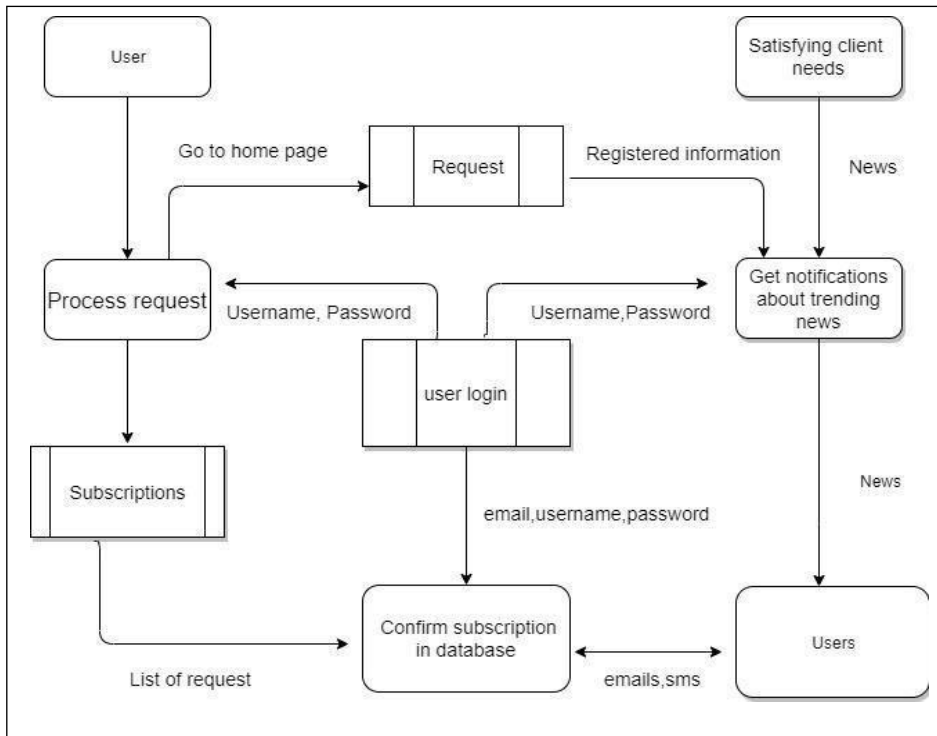 User
Satisfying client
needs
Go to home page
Request
Registered information
News
Process request
Get notifications
about trending
news
Username, Password
Username,Password
user login
Subscriptions
News
email,username,password
Confirm subscription
in database
Users
List of request
emails,sms